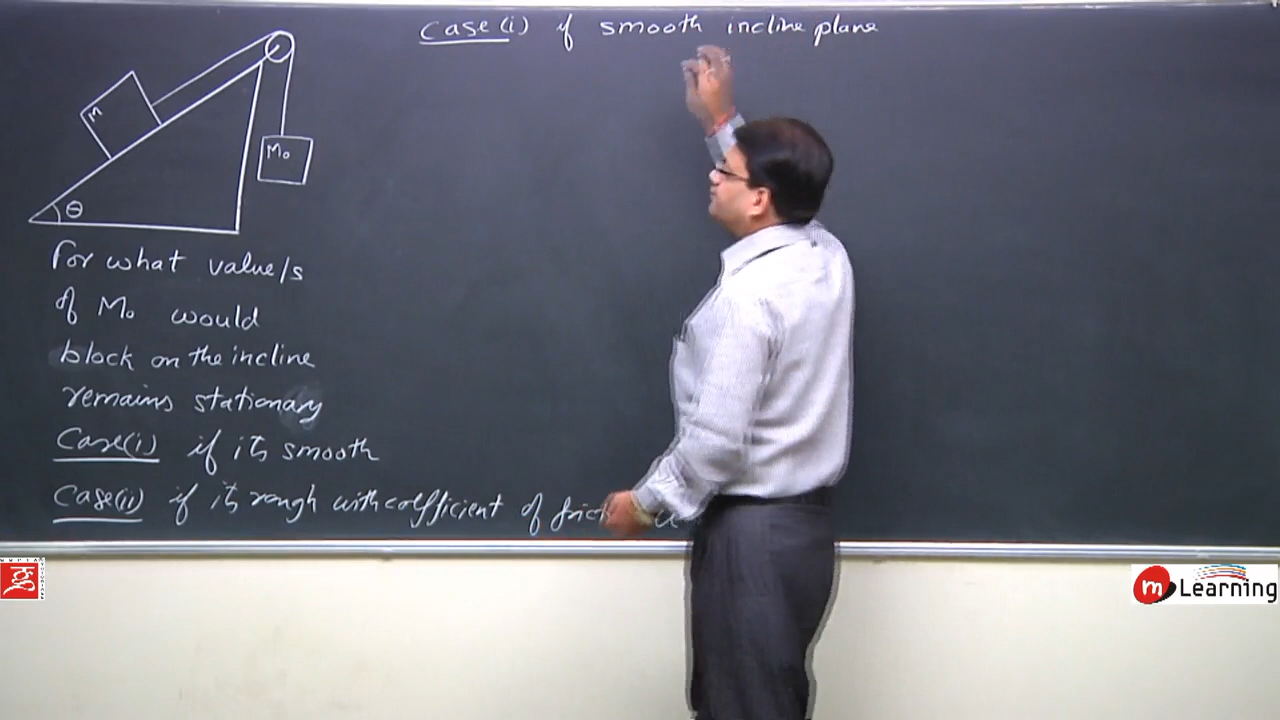 Case(i) if smooth incline plane
M
M₀
θ
For what value/s
of M₀ would
block on the incline
remains stationary
Case(i) if its smooth
Case(ii) if its rough with coefficient of
m Learning